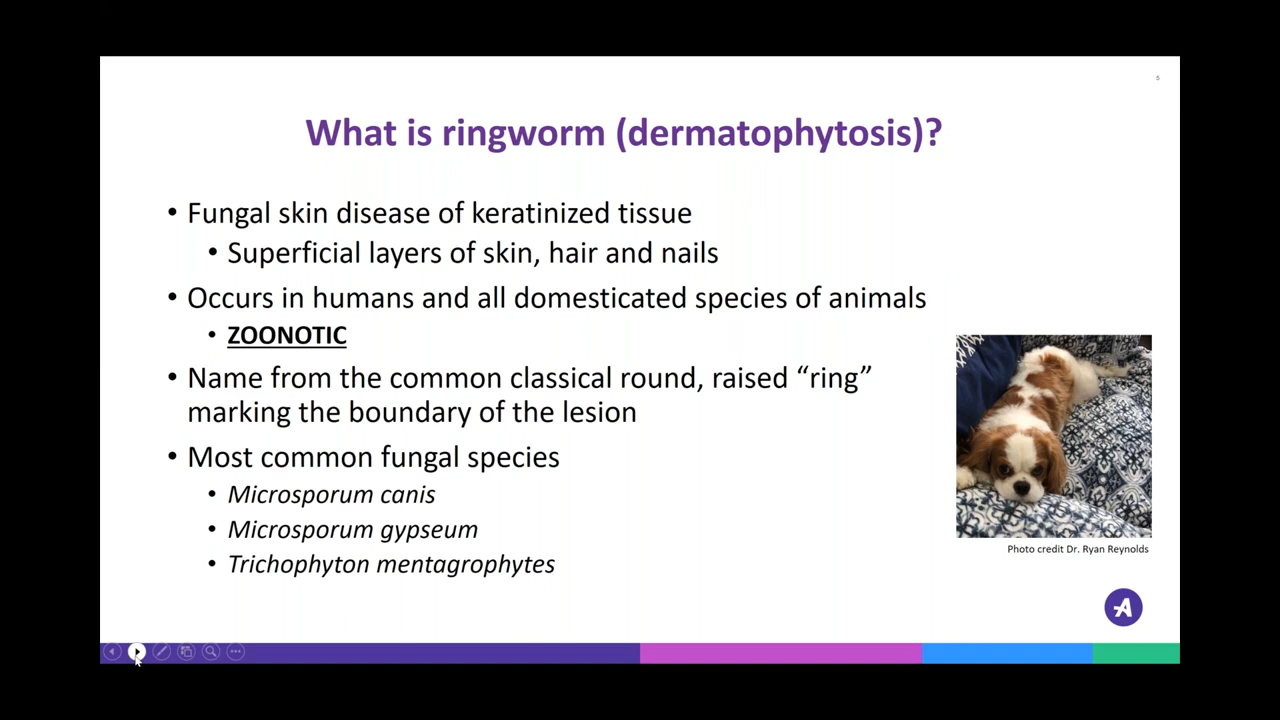 5
What is ringworm (dermatophytosis)?
• Fungal skin disease of keratinized tissue
• Superficial layers of skin, hair and nails
• Occurs in humans and all domesticated species of animals
• ZOONOTIC
• Name from the common classical round, raised “ring”
marking the boundary of the lesion
• Most common fungal species
• Microsporum canis
• Microsporum gypseum
• Trichophyton mentagrophytes
Photo credit Dr. Ryan Reynolds
A